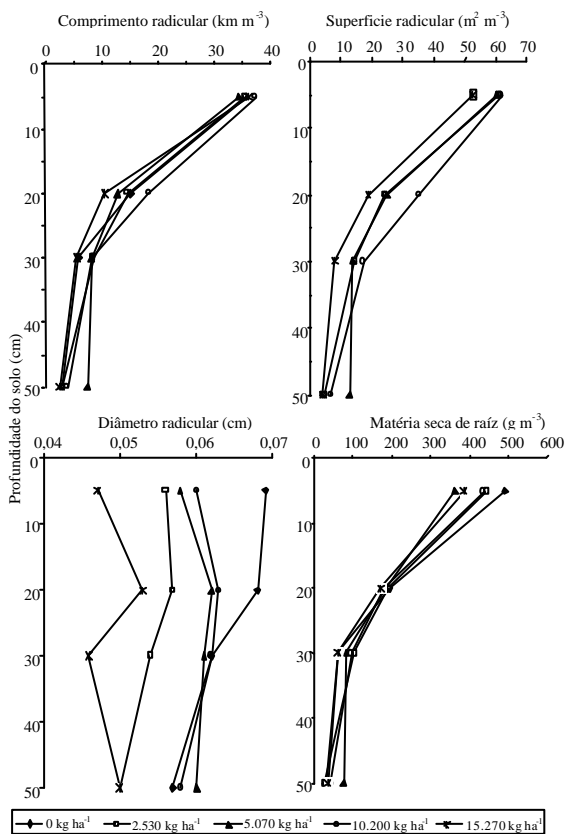 Comprimento radicular (km m⁻³)
Superficie radicular (m² m⁻³)
0 10 20 30 40
0 10 20 30 40 50 60 70
0
10
20
30
50
0
10
20
30
50
Profundidade do solo (cm)
Diâmetro radicular (cm)
Matéria seca de raíz (g m⁻³)
0,04 0,05 0,06 0,07
0 100 200 300 400 500 600
0
10
20
30
40
50
0
10
20
30
40
50
0 kg ha⁻¹ 2.530 kg ha⁻¹ 5.070 kg ha⁻¹ 10.200 kg ha⁻¹ 15.270 kg ha⁻¹